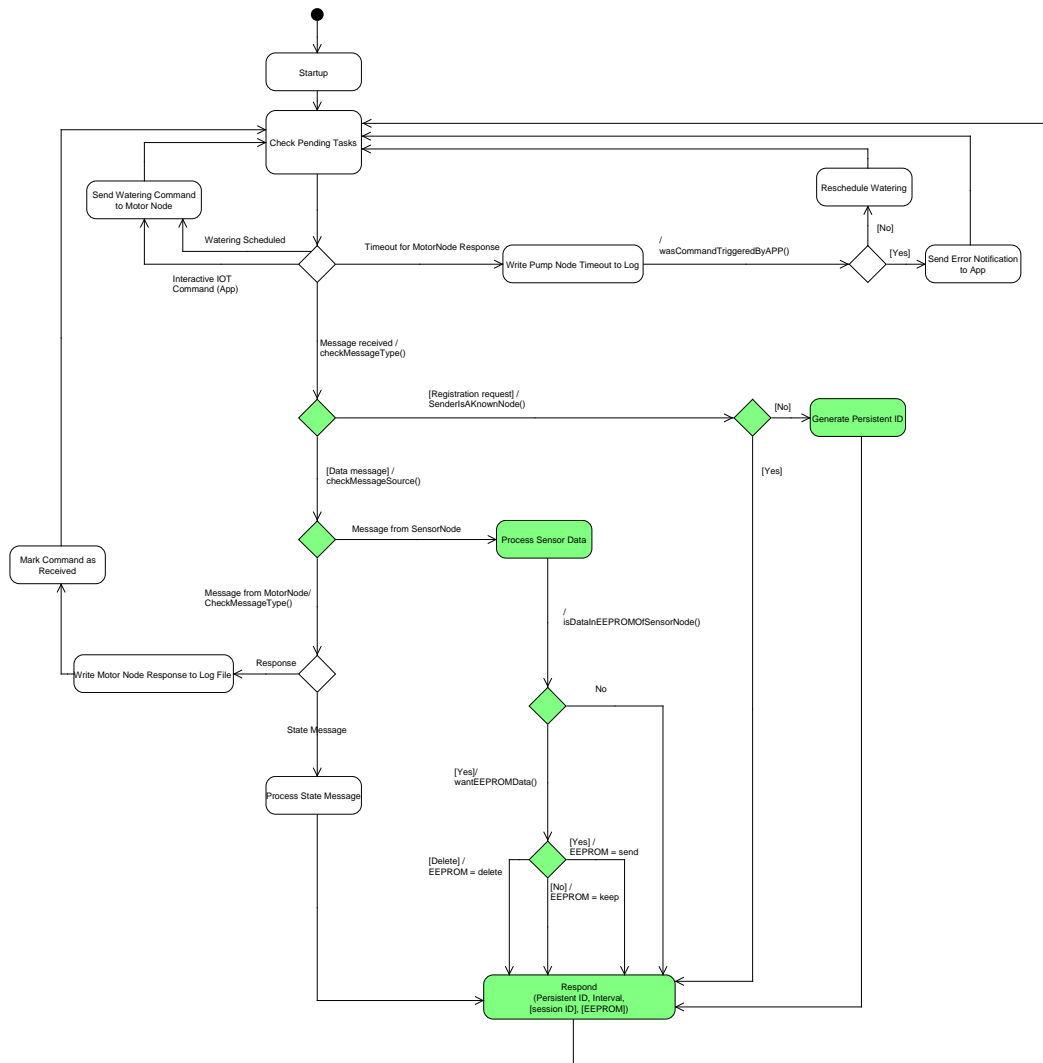 Startup
Check Pending Tasks
Send Watering Command
to Motor Node
Reschedule Watering
Watering Scheduled
Timeout for MotorNode Response
/
wasCommandTriggeredByAPP()
[No]
[Yes]
Write Pump Node Timeout to Log
Send Error Notification
to App
Interactive IOT
Command (App)
Message received /
checkMessageType()
[Registration request] /
SenderIsAKnownNode()
[No]
Generate Persistent ID
[Data message] /
checkMessageSource()
[Yes]
Message from SensorNode
Process Sensor Data
Mark Command as
Received
Message from MotorNode/
CheckMessageType()
/
isDataInEEPROMOfSensorNode()
Response
Write Motor Node Response to Log File
No
State Message
[Yes]/
wantEEPROMData()
Process State Message
[Delete] /
EEPROM = delete
[Yes] /
EEPROM = send
[No] /
EEPROM = keep
Respond
(Persistent ID, Interval,
[session ID], [EEPROM])